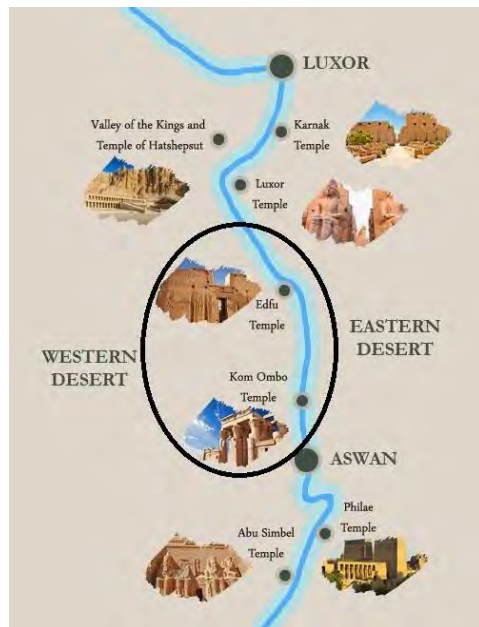 LUXOR
Valley of the Kings and
Temple of Hatshepsut
Karnak
Temple
Luxor
Temple
Edfu
Temple
EASTERN
DESERT
WESTERN
DESERT
Kom Ombo
Temple
ASWAN
Philae
Temple
Abu Simbel
Temple